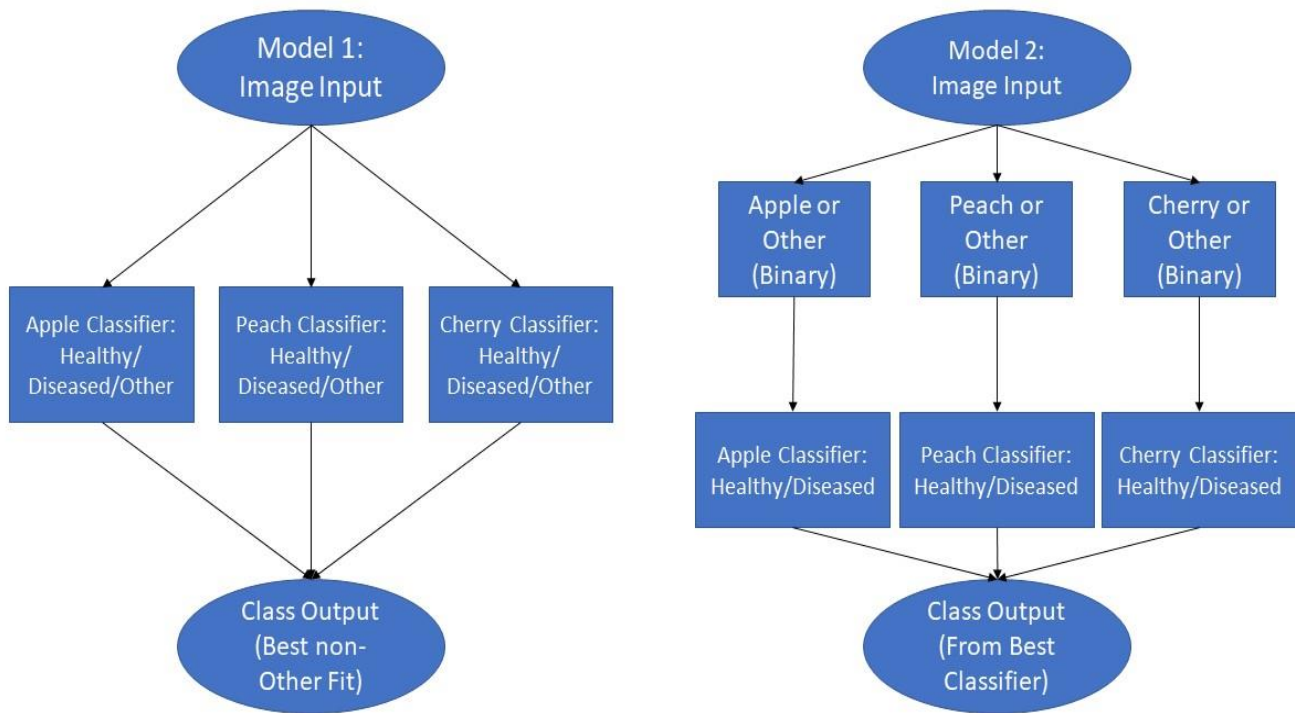 Model 1:
Image Input
Apple Classifier:
Healthy/
Diseased/Other
Peach Classifier:
Healthy/
Diseased/Other
Cherry Classifier:
Healthy/
Diseased/Other
Class Output
(Best non-
Other Fit)
Model 2:
Image Input
Apple or
Other
(Binary)
Peach or
Other
(Binary)
Cherry or
Other
(Binary)
Apple Classifier:
Healthy/Diseased
Peach Classifier:
Healthy/Diseased
Cherry Classifier:
Healthy/Diseased
Class Output
(From Best
Classifier)